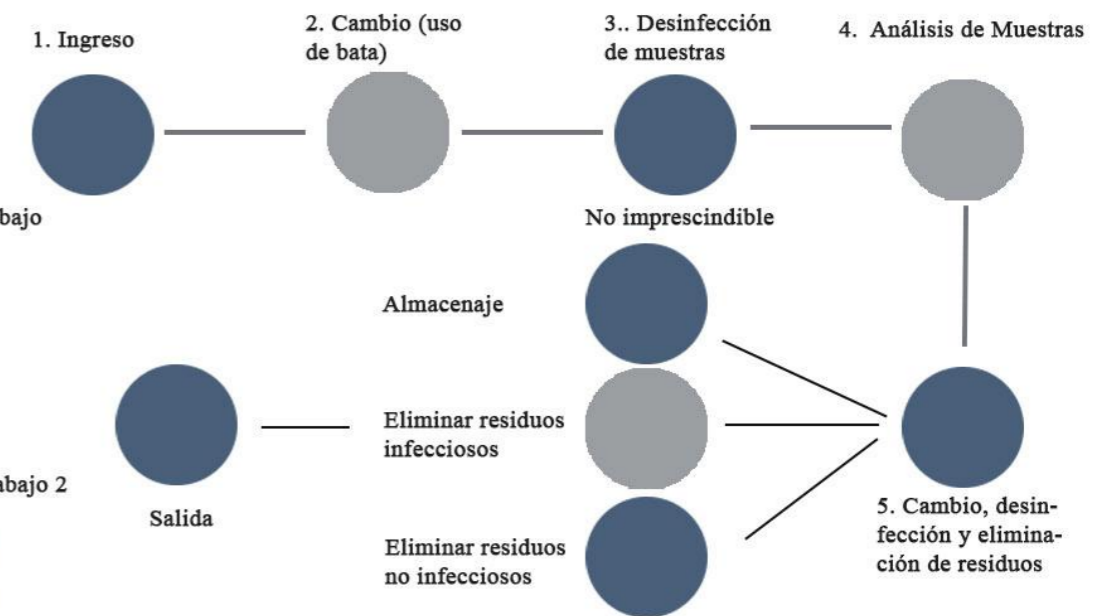 1. Ingreso
2. Cambio (uso
de bata)
3.. Desinfección
de muestras
4. Análisis de Muestras
bajo
No imprescindible
Almacenaje
Eliminar residuos
infecciosos
abajo 2
Salida
Eliminar residuos
no infecciosos
5. Cambio, desin-
fección y elimina-
ción de residuos